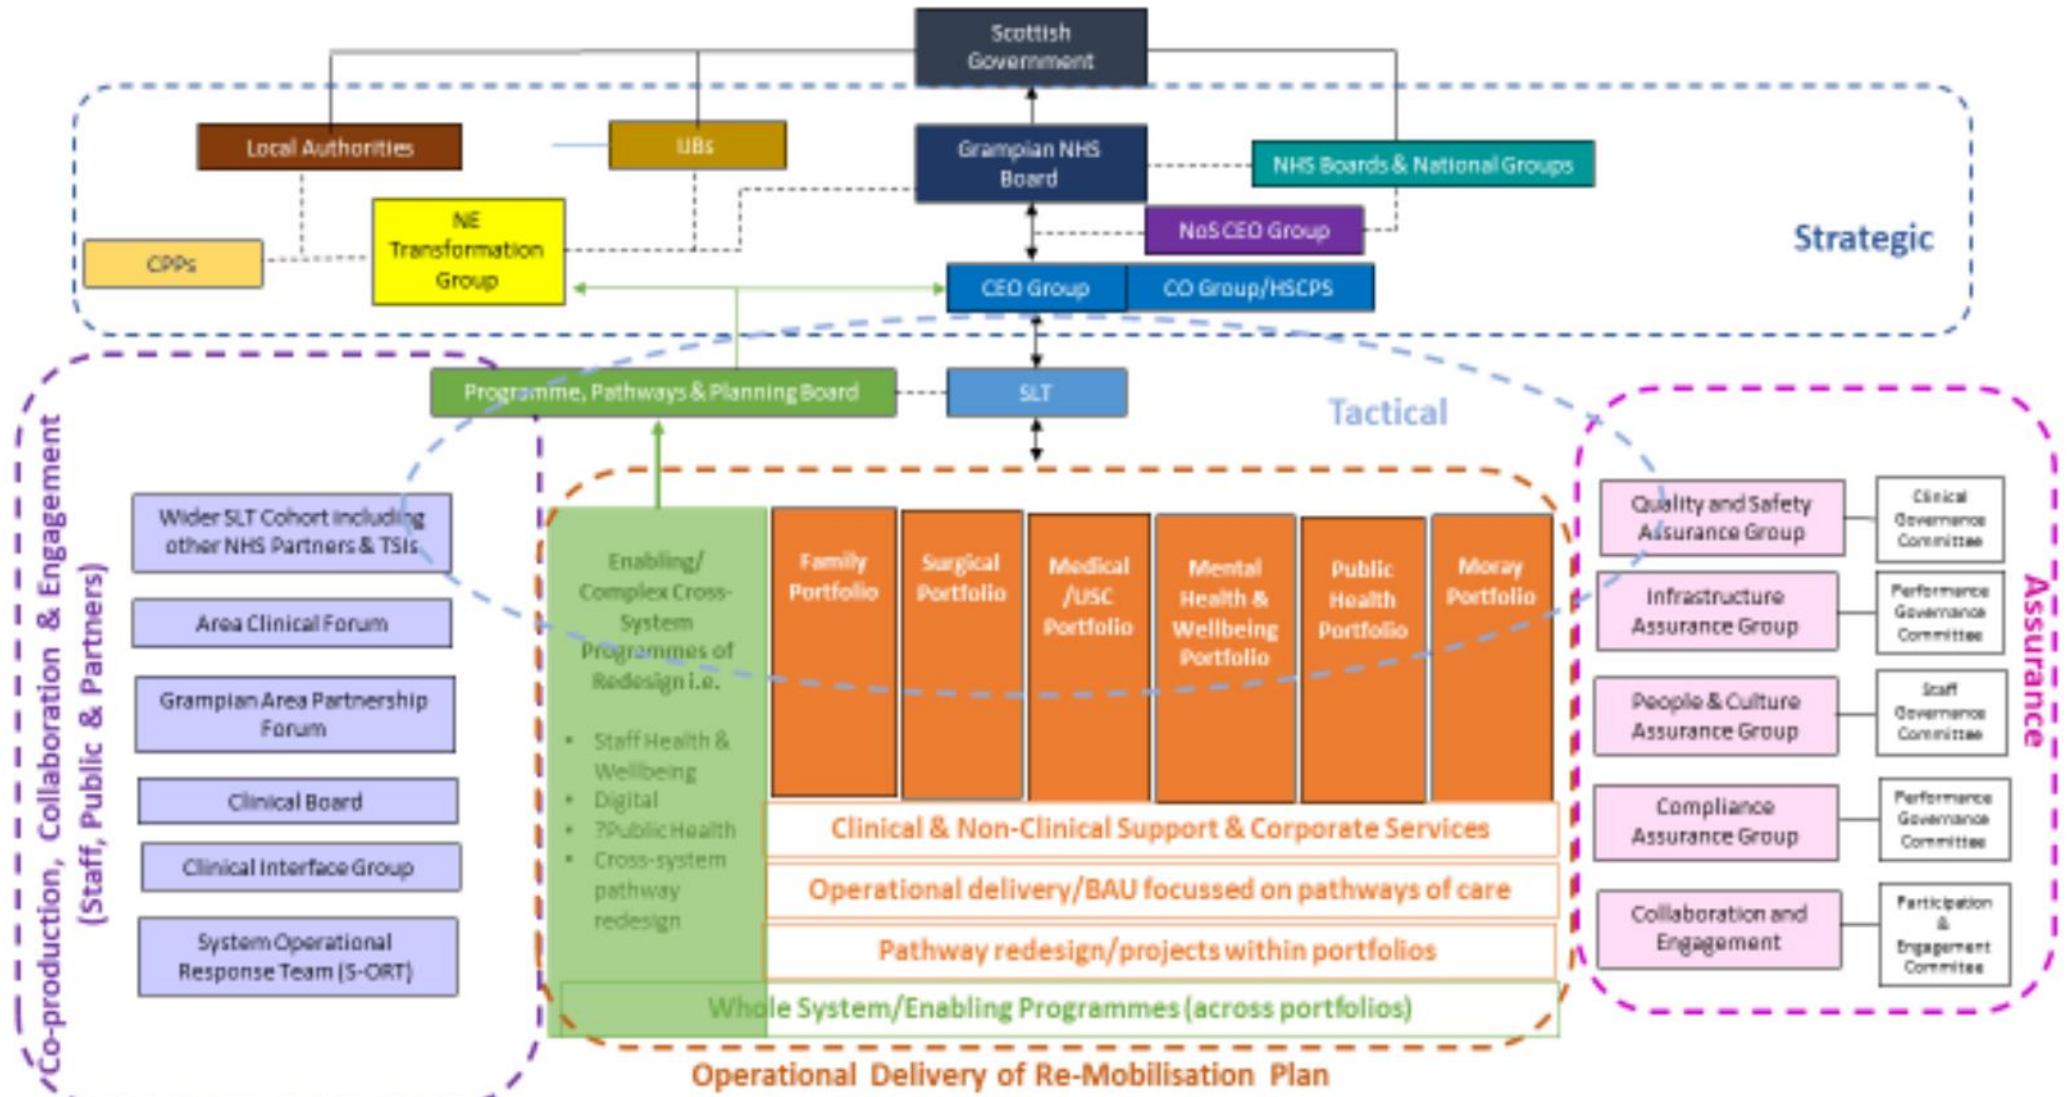 Scottish
Government
Local Authorities
IJBs
Grampian NHS
Board
NHS Boards & National Groups
NE
Transformation
Group
NoS CEO Group
Strategic
CPPs
CEO Group
CO Group/HSCPS
Programme, Pathways & Planning Board
SLT
Tactical
Co-production, Collaboration & Engagement
(Staff, Public & Partners)
Wider SLT Cohort including
other NHS Partners & TSIs
Area Clinical Forum
Grampian Area Partnership
Forum
Clinical Board
Clinical Interface Group
System Operational
Response Team (S-ORT)
Enabling/
Complex Cross-
System
Programmes of
Redesign i.e.
• Staff Health &
Wellbeing
• Digital
• ?Public Health
• Cross-system
pathway
redesign
Family
Portfolio
Surgical
Portfolio
Medical
/USC
Portfolio
Mental
Health &
Wellbeing
Portfolio
Public
Health
Portfolio
Moray
Portfolio
Clinical & Non-Clinical Support & Corporate Services
Operational delivery/BAU focussed on pathways of care
Pathway redesign/projects within portfolios
Whole System/Enabling Programmes (across portfolios)
Operational Delivery of Re-Mobilisation Plan
Quality and Safety
Assurance Group
Clinical
Governance
Committee
Infrastructure
Assurance Group
Performance
Governance
Committee
People & Culture
Assurance Group
Staff
Governance
Committee
Compliance
Assurance Group
Performance
Governance
Committee
Collaboration and
Engagement
Participation
&
Engagement
Commitee
Assurance